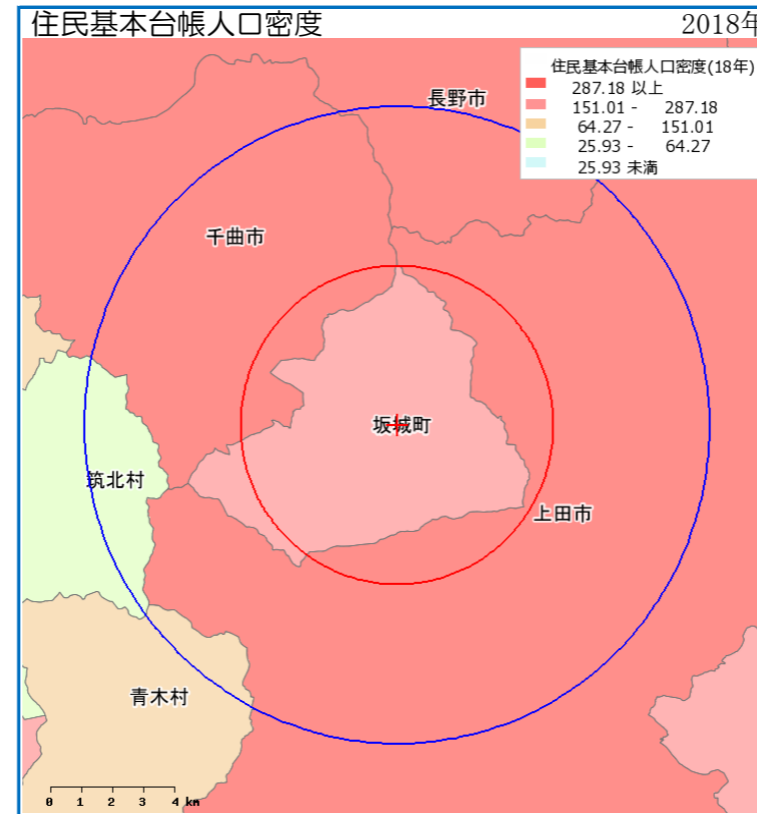 住民基本台帳人口密度
2018年
住民基本台帳人口密度(18年)
287.18 以上
151.01 - 287.18
64.27 - 151.01
25.93 - 64.27
25.93 未満
長野市
千曲市
坂城町
筑北村
上田市
青木村
0 1 2 3 4 km